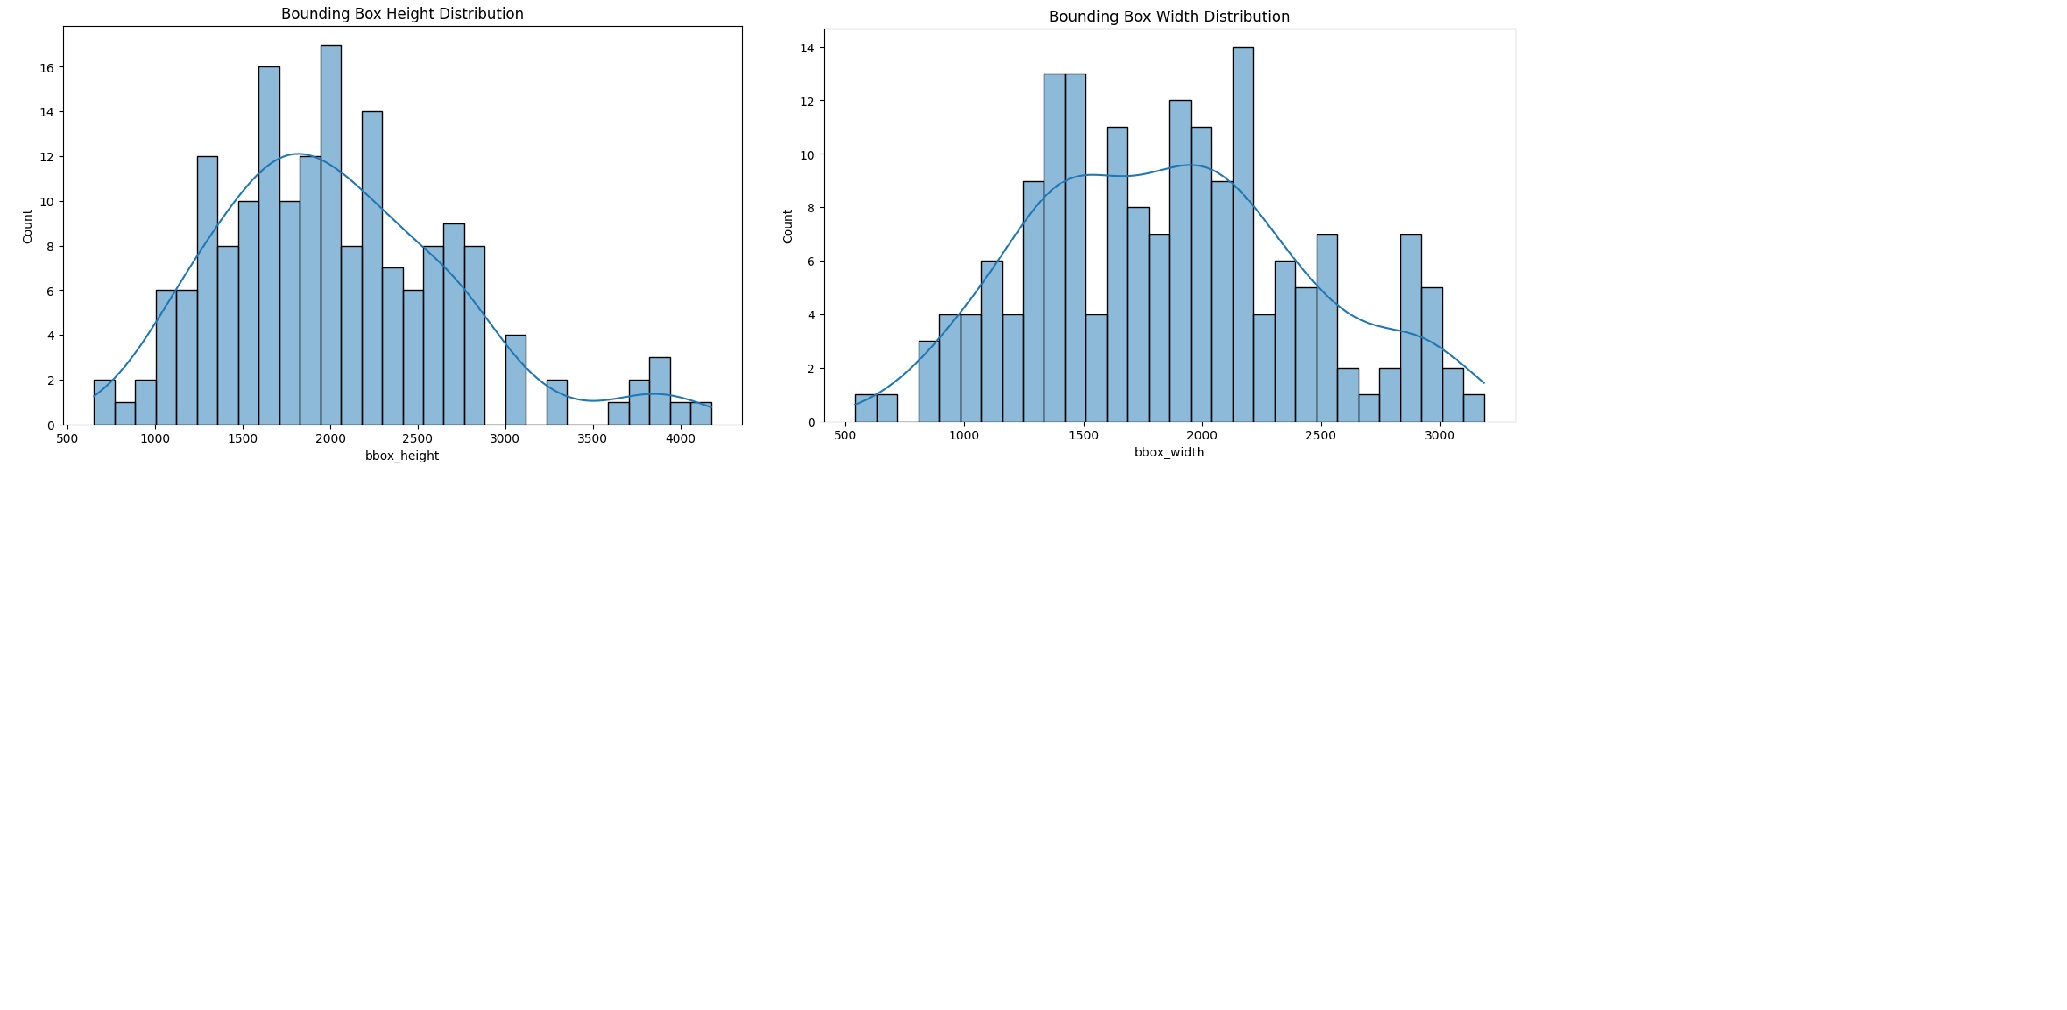 Bounding Box Height Distribution
16
14
12
10
8
6
4
2
0
Count
500 1000 1500 2000 2500 3000 3500 4000
bbox_height
Bounding Box Width Distribution
14
12
10
8
6
4
2
0
Count
500 1000 1500 2000 2500 3000
bbox_width